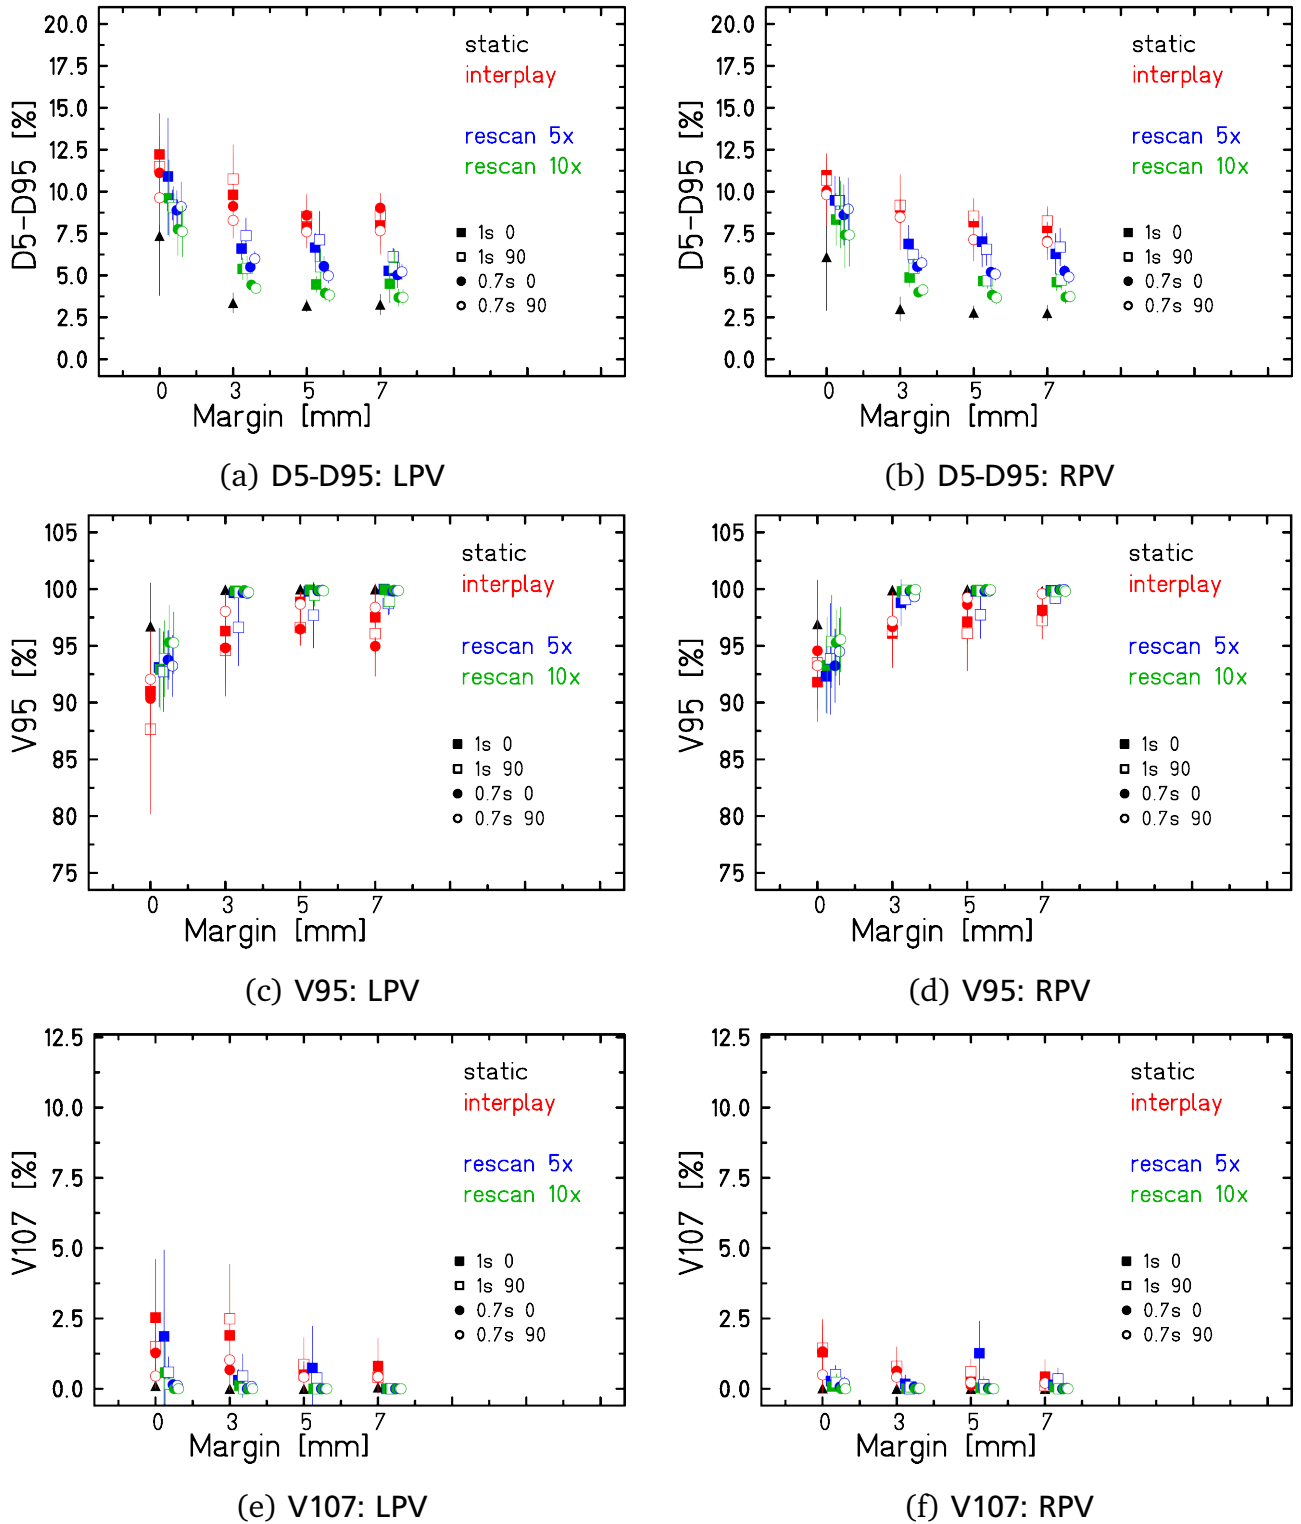 20.0
17.5
15.0
12.5
10.0
7.5
5.0
2.5
0.0
D5-D95 [%]
static
interplay
rescan 5x
rescan 10x
1s 0
1s 90
0.7s 0
0.7s 90
0 3 5 7
Margin [mm]
(a) D5-D95: LPV
20.0
17.5
15.0
12.5
10.0
7.5
5.0
2.5
0.0
D5-D95 [%]
static
interplay
rescan 5x
rescan 10x
1s 0
1s 90
0.7s 0
0.7s 90
0 3 5 7
Margin [mm]
(b) D5-D95: RPV
105
100
95
90
85
80
75
V95 [%]
static
interplay
rescan 5x
rescan 10x
1s 0
1s 90
0.7s 0
0.7s 90
0 3 5 7
Margin [mm]
(c) V95: LPV
105
100
95
90
85
80
75
V95 [%]
static
interplay
rescan 5x
rescan 10x
1s 0
1s 90
0.7s 0
0.7s 90
0 3 5 7
Margin [mm]
(d) V95: RPV
12.5
10.0
7.5
5.0
2.5
0.0
V107 [%]
static
interplay
rescan 5x
rescan 10x
1s 0
1s 90
0.7s 0
0.7s 90
0 3 5 7
Margin [mm]
(e) V107: LPV
12.5
10.0
7.5
5.0
2.5
0.0
V107 [%]
static
interplay
rescan 5x
rescan 10x
1s 0
1s 90
0.7s 0
0.7s 90
0 3 5 7
Margin [mm]
(f) V107: RPV